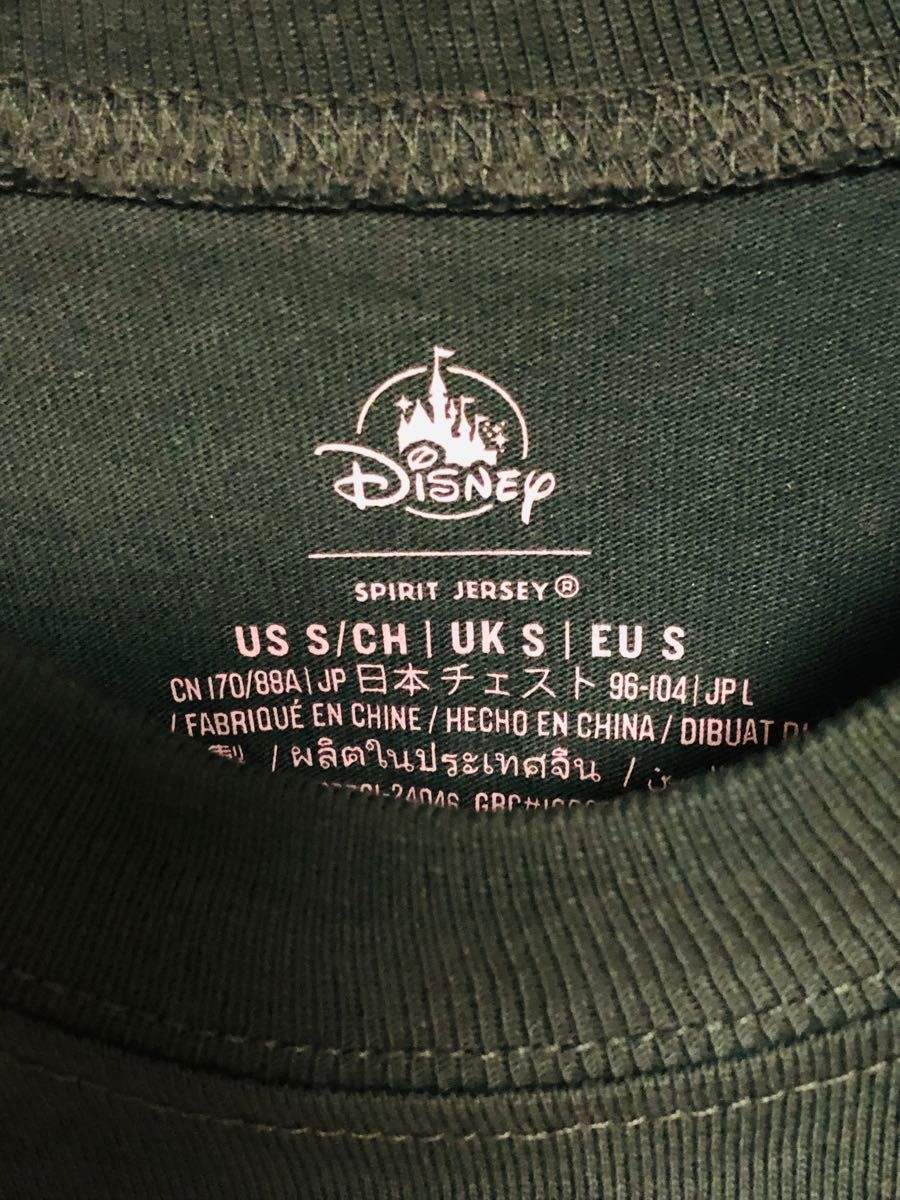 Disney
SPIRIT JERSEY®
US S/CH | UK S | EU S
CN 170/88A | JP 日本 チェスト 96-104 | JP L
/ FABRIQUÉ EN CHINE / HECHO EN CHINA / DIBUAT
/ ผลิตในประเทศจีน /
-24046